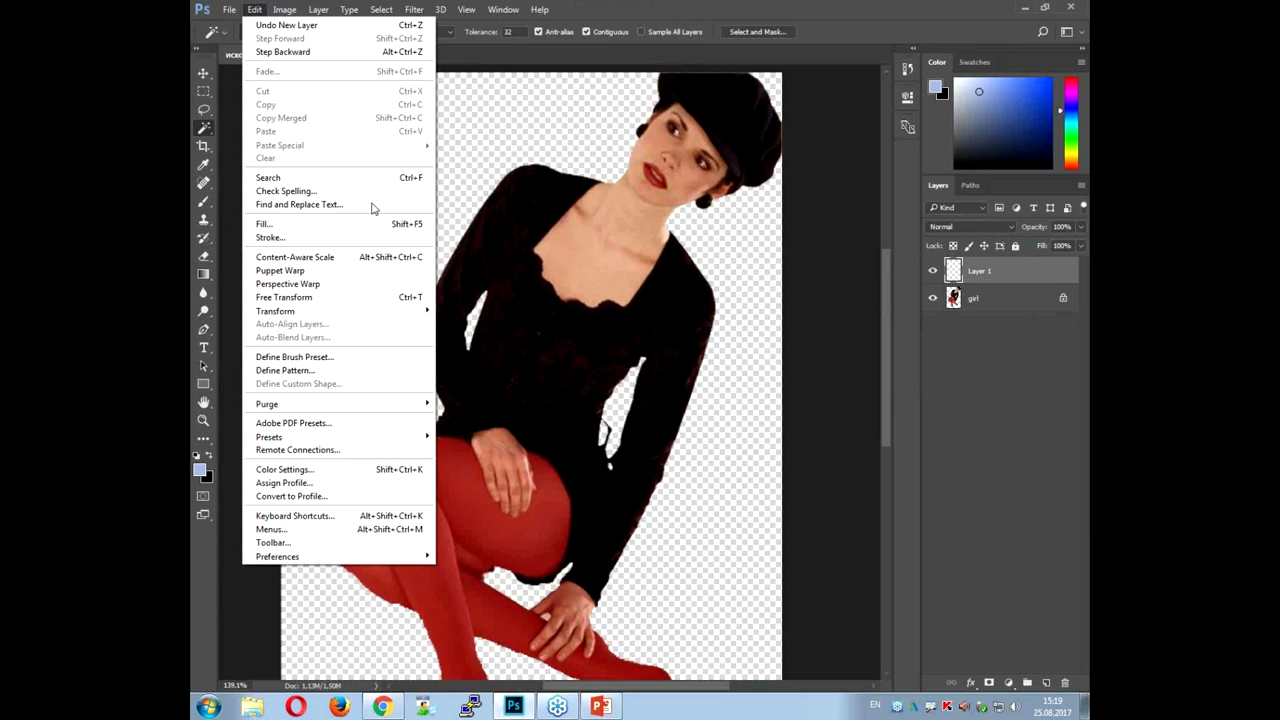 Ps File Edit Image Layer Type Select Filter 3D View Window Help
Tolerance: 32 Anti-alias Contiguous Sample All Layers Select and Mask...
Undo New Layer Ctrl+Z
Step Forward Shift+Ctrl+Z
Step Backward Alt+Ctrl+Z
Fade... Shift+Ctrl+F
Cut Ctrl+X
Copy Ctrl+C
Copy Merged Shift+Ctrl+C
Paste Ctrl+V
Paste Special
Clear
Search Ctrl+F
Check Spelling...
Find and Replace Text...
Fill... Shift+F5
Stroke...
Content-Aware Scale Alt+Shift+Ctrl+C
Puppet Warp
Perspective Warp
Free Transform Ctrl+T
Transform
Auto-Align Layers...
Auto-Blend Layers...
Define Brush Preset...
Define Pattern...
Define Custom Shape...
Purge
Adobe PDF Presets...
Presets
Remote Connections...
Color Settings... Shift+Ctrl+K
Assign Profile...
Convert to Profile...
Keyboard Shortcuts... Alt+Shift+Ctrl+K
Menus... Alt+Shift+Ctrl+M
Toolbar...
Preferences
Color Swatches
Layers Paths
Kind
Normal Opacity: 100%
Lock: Fill: 100%
Layer 1
girl
139,1% Doc: 1,13M/1,50M
EN 15:19
25.08.2017